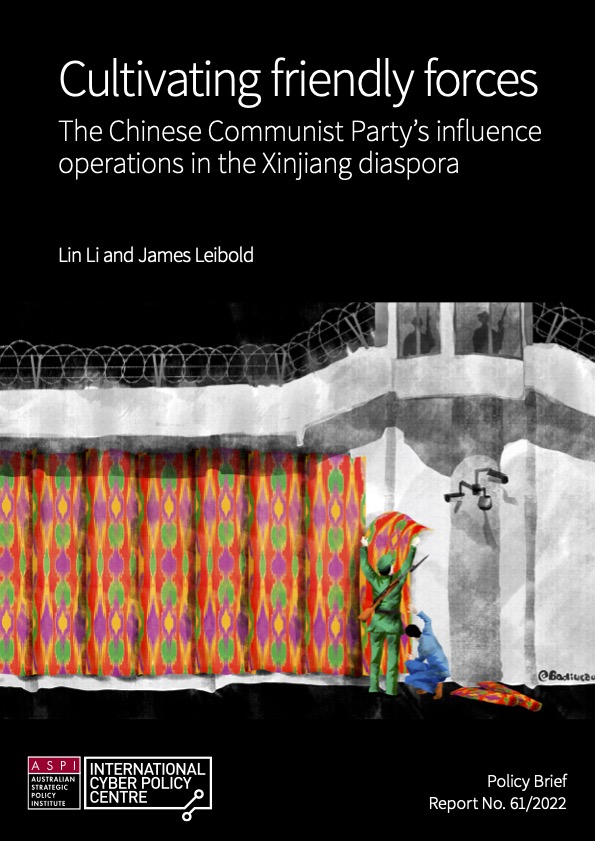 Cultivating friendly forces
The Chinese Communist Party’s influence
operations in the Xinjiang diaspora
Lin Li and James Leibold
@Badiucao
ASPI
AUSTRALIAN
STRATEGIC
POLICY
INSTITUTE
INTERNATIONAL
CYBER POLICY
CENTRE
Policy Brief
Report No. 61/2022